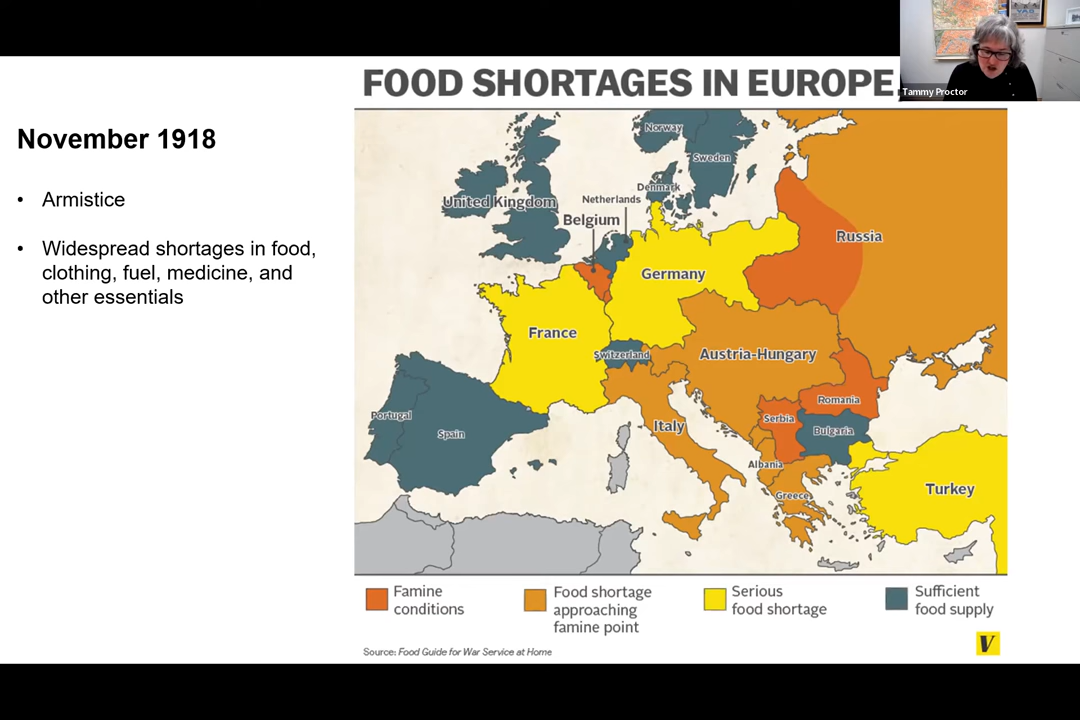 FOOD SHORTAGES IN EUROPE
Tammy Proctor
November 1918
• Armistice
• Widespread shortages in food,
clothing, fuel, medicine, and
other essentials
Norway
Sweden
Denmark
United Kingdom
Netherlands
Belgium
Russia
Germany
France
Switzerland
Austria-Hungary
Romania
Portugal
Spain
Italy
Serbia
Bulgaria
Albania
Greece
Turkey
Famine
conditions
Food shortage
approaching
famine point
Serious
food shortage
Sufficient
food supply
Source: Food Guide for War Service at Home
V